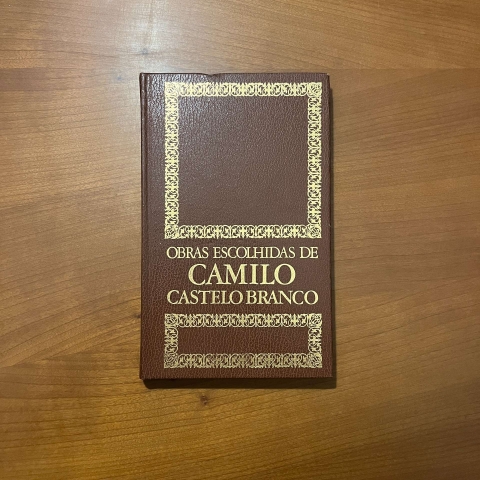 OBRAS ESCOLHIDAS DE
CAMILO
CASTELO BRANCO